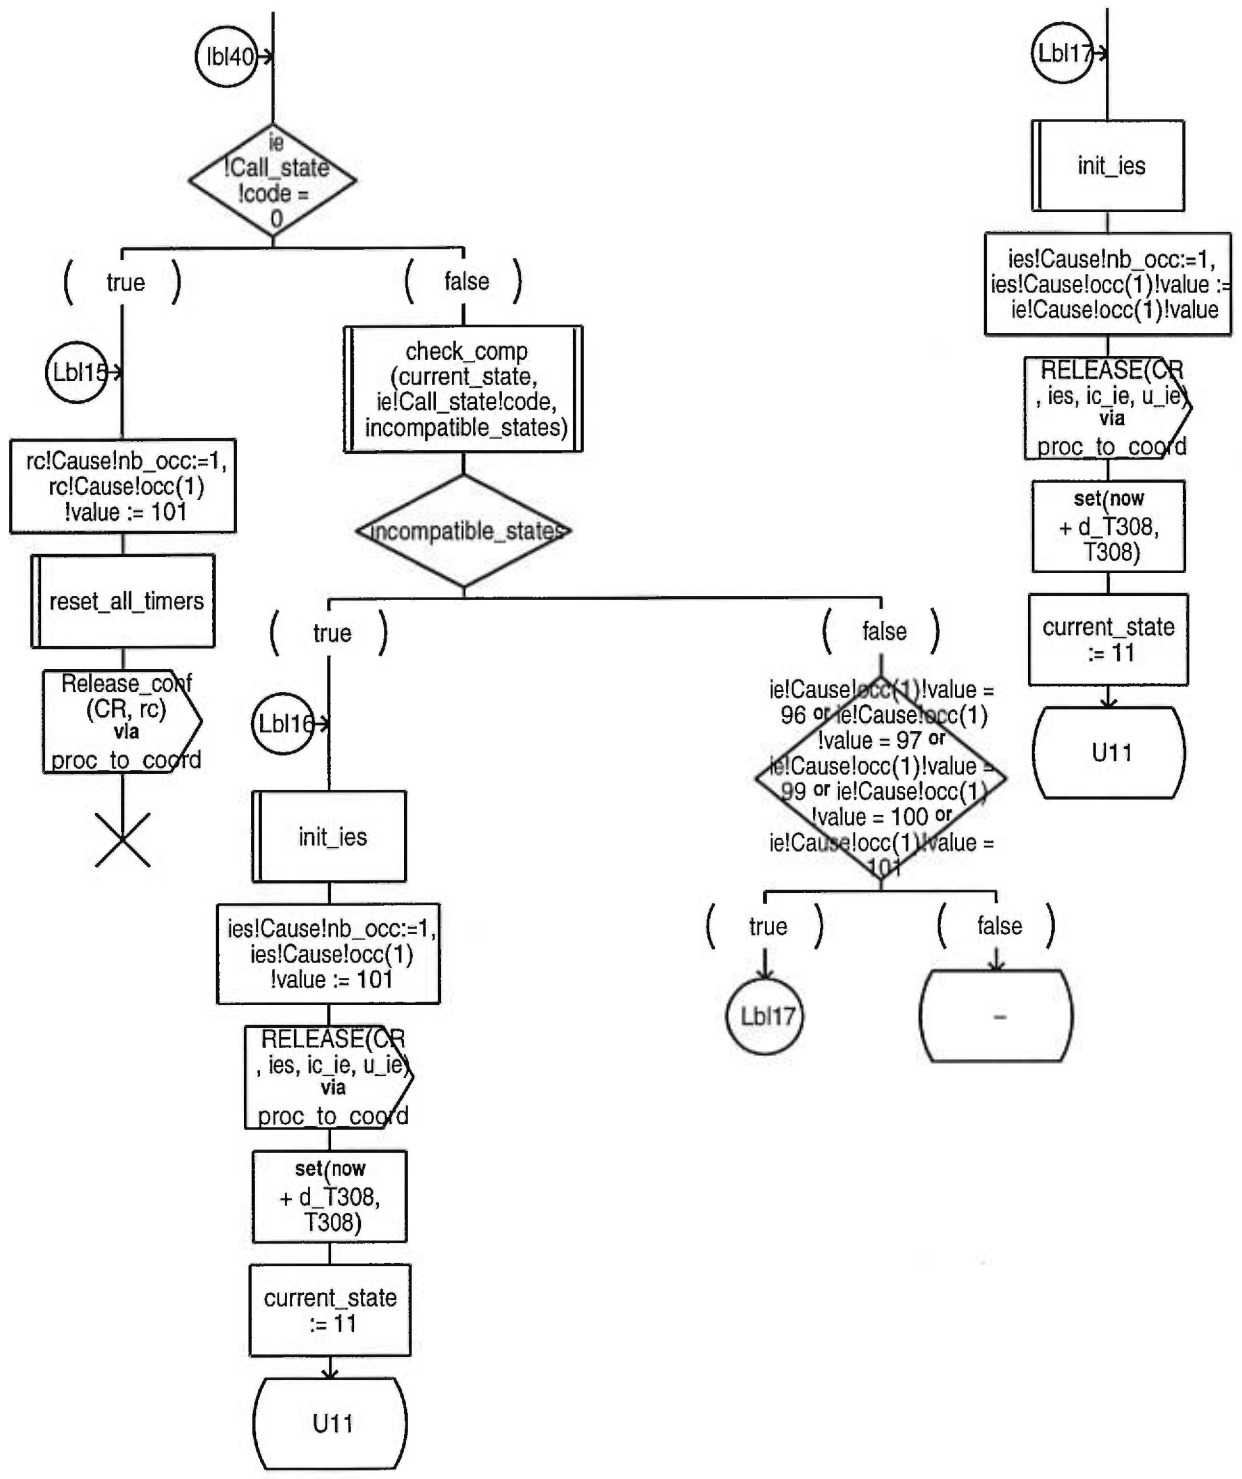 lbl40
ie
!Call_state
!code =
0
( true )
( false )
Lbl15
rc!Cause!nb_occ:=1,
rc!Cause!occ(1)
!value := 101
reset_all_timers
Release_conf
(CR, rc)
via
proc_to_coord
check_comp
(current_state,
ie!Call_state!code,
incompatible_states)
incompatible_states
( true )
( false )
Lbl16
init_ies
ies!Cause!nb_occ:=1,
ies!Cause!occ(1)
!value := 101
RELEASE(CR
, ies, ic_ie, u_ie)
via
proc_to_coord
set(now
+ d_T308,
T308)
current_state
:= 11
U11
ie!Cause!occ(1)!value =
96 or ie!Cause!occ(1)
!value = 97 or
ie!Cause!occ(1)!value =
99 or ie!Cause!occ(1)
!value = 100 or
ie!Cause!occ(1)!value =
101
( true )
( false )
Lbl17
–
Lbl17
init_ies
ies!Cause!nb_occ:=1,
ies!Cause!occ(1)!value :=
ie!Cause!occ(1)!value
RELEASE(CR
, ies, ic_ie, u_ie)
via
proc_to_coord
set(now
+ d_T308,
T308)
current_state
:= 11
U11